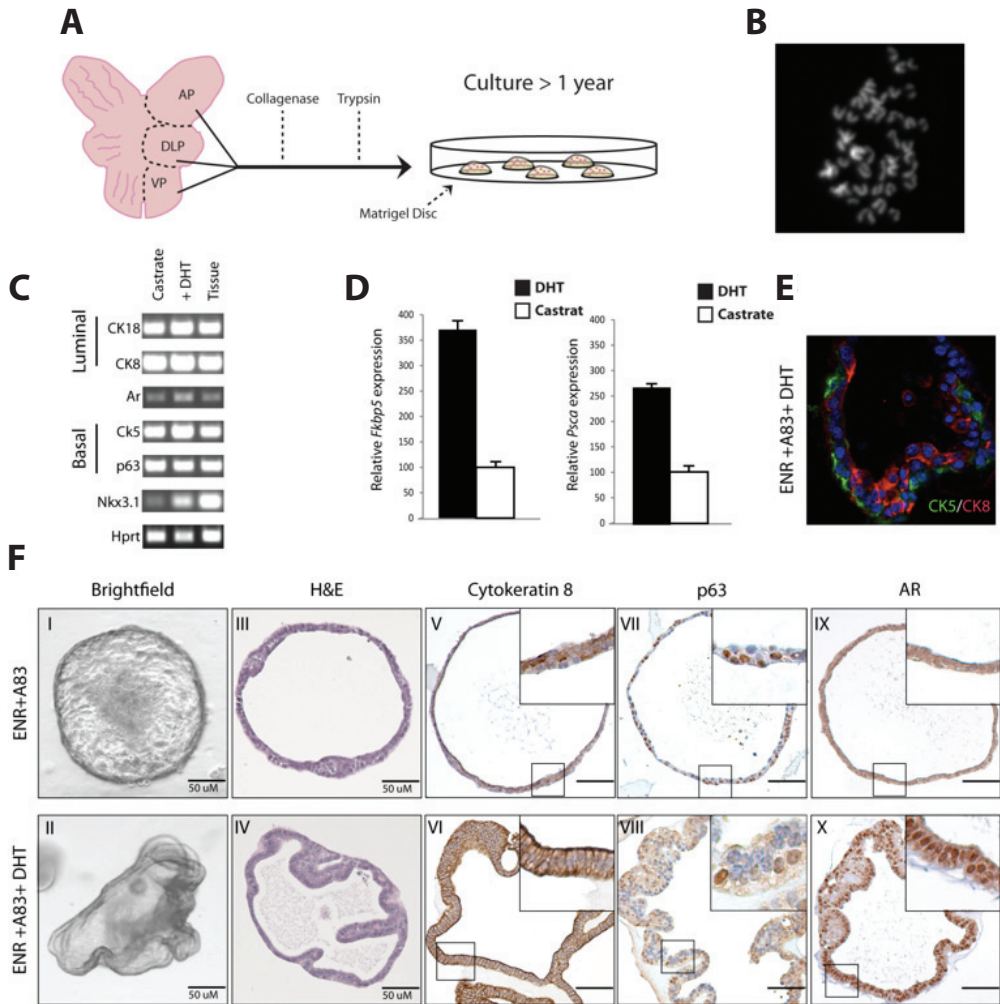 A
AP
DLP
VP
Collagenase
Trypsin
Culture > 1 year
Matrigel Disc
B
C
Castrate
+ DHT
Tissue
Luminal
CK18
CK8
Ar
Basal
Ck5
p63
Nkx3.1
Hprt
D
DHT
Castrat
Relative Fkbp5 expression
400
350
300
250
200
150
100
50
0
DHT
Castrate
Relative Psca expression
400
350
300
250
200
150
100
50
0
E
ENR +A83+ DHT
CK5/CK8
F
Brightfield
H&E
Cytokeratin 8
p63
AR
ENR+A83
I
50 uM
III
50 uM
V
VII
IX
ENR +A83+ DHT
II
50 uM
IV
50 uM
VI
VIII
X